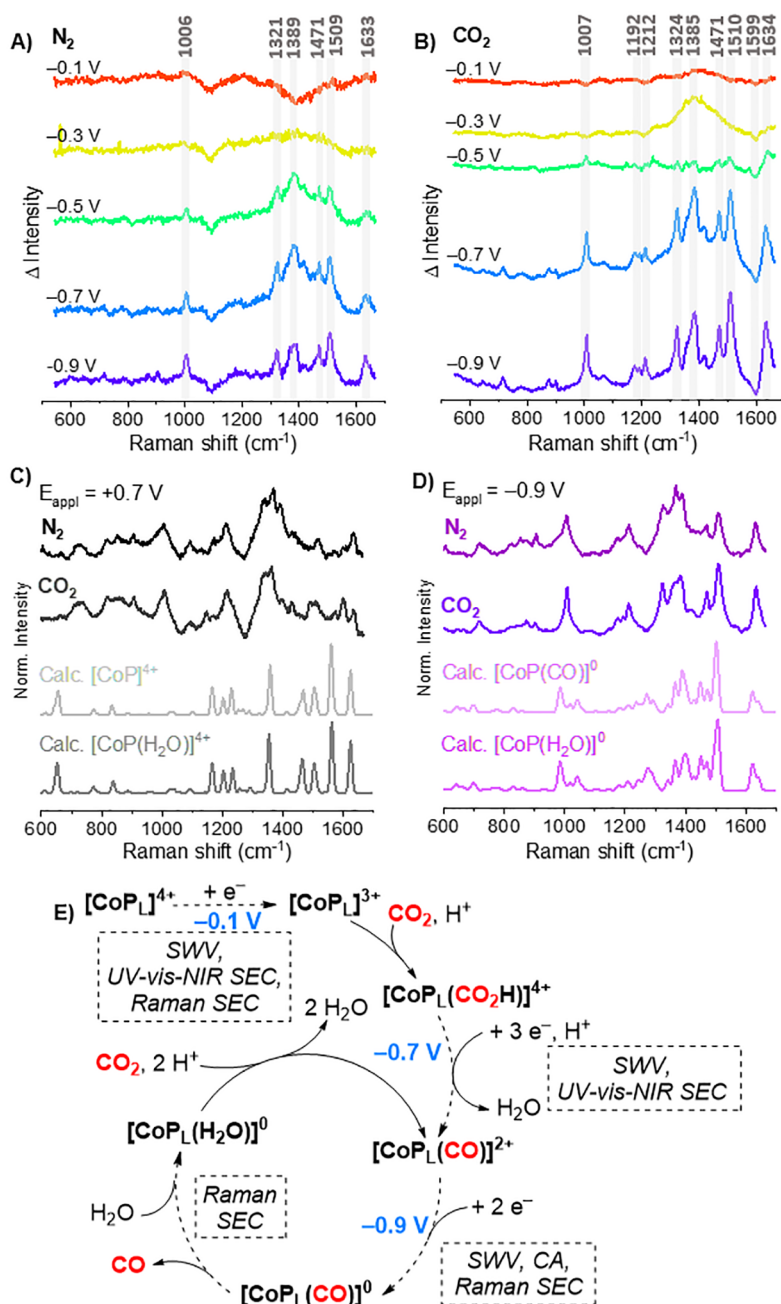 A) N₂
1006 1321 1389 1471 1509 1633
–0.1 V
–0.3 V
–0.5 V
–0.7 V
-0.9 V
Δ Intensity
800 1000 1200 1400 1600
Raman shift (cm⁻¹)
B) CO₂
1007 1192 1212 1324 1385 1471 1510 1599 1634
–0.1 V
–0.3 V
–0.5 V
–0.7 V
–0.9 V
Δ Intensity
600 800 1000 1200 1400 1600
Raman shift (cm⁻¹)
C) Eappl = +0.7 V
N₂
CO₂
Calc. [CoP]⁴⁺
Calc. [CoP(H₂O)]⁴⁺
Norm. Intensity
600 800 1000 1200 1400 1600
Raman shift (cm⁻¹)
D) Eappl = –0.9 V
N₂
CO₂
Calc. [CoP(CO)]⁰
Calc. [CoP(H₂O)]⁰
Norm. Intensity
600 800 1000 1200 1400 1600
Raman shift (cm⁻¹)
E) [CoP_L]⁴⁺ + e⁻ –0.1 V [CoP_L]³⁺
CO₂, H⁺
SWV,
UV-vis-NIR SEC,
Raman SEC
[CoP_L(CO₂H)]⁴⁺
2 H₂O
–0.7 V
+ 3 e⁻, H⁺
CO₂, 2 H⁺
SWV,
UV-vis-NIR SEC
H₂O
[CoP_L(H₂O)]⁰
[CoP_L(CO)]²⁺
Raman
SEC
H₂O
–0.9 V
+ 2 e⁻
CO
SWV, CA,
Raman SEC
[CoP_L(CO)]⁰